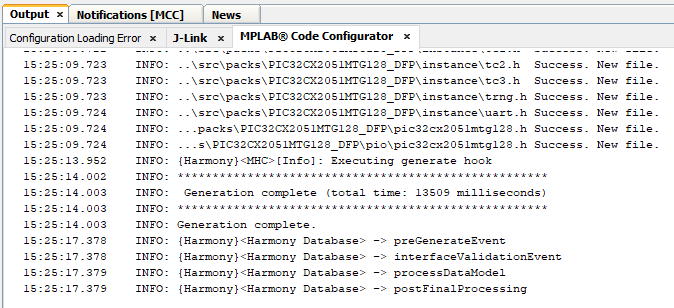 Output × Notifications [MCC] News
Configuration Loading Error × J-Link × MPLAB® Code Configurator ×
15:25:09.723 INFO: ..\src\packs\PIC32CX2051MTG128_DFP\instance\tc2.h Success. New file.
15:25:09.723 INFO: ..\src\packs\PIC32CX2051MTG128_DFP\instance\tc3.h Success. New file.
15:25:09.723 INFO: ..\src\packs\PIC32CX2051MTG128_DFP\instance\trng.h Success. New file.
15:25:09.724 INFO: ..\src\packs\PIC32CX2051MTG128_DFP\instance\uart.h Success. New file.
15:25:09.724 INFO: ...packs\PIC32CX2051MTG128_DFP\pic32cx2051mtg128.h Success. New file.
15:25:09.724 INFO: ...s\PIC32CX2051MTG128_DFP\pio\pic32cx2051mtg128.h Success. New file.
15:25:13.952 INFO: {Harmony}<MHC>[Info]: Executing generate hook
15:25:14.002 INFO: **************************************************
15:25:14.003 INFO: Generation complete (total time: 13509 milliseconds)
15:25:14.003 INFO: **************************************************
15:25:14.003 INFO: Generation complete.
15:25:17.378 INFO: {Harmony}<Harmony Database> -> preGenerateEvent
15:25:17.378 INFO: {Harmony}<Harmony Database> -> interfaceValidationEvent
15:25:17.379 INFO: {Harmony}<Harmony Database> -> processDataModel
15:25:17.379 INFO: {Harmony}<Harmony Database> -> postFinalProcessing